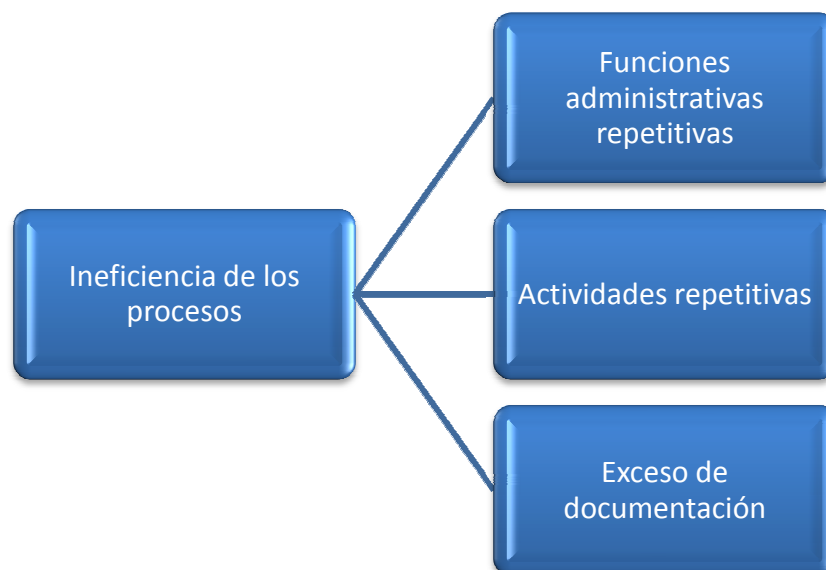 Funciones
administrativas
repetitivas
Ineficiencia de los
procesos
Actividades repetitivas
Exceso de
documentación